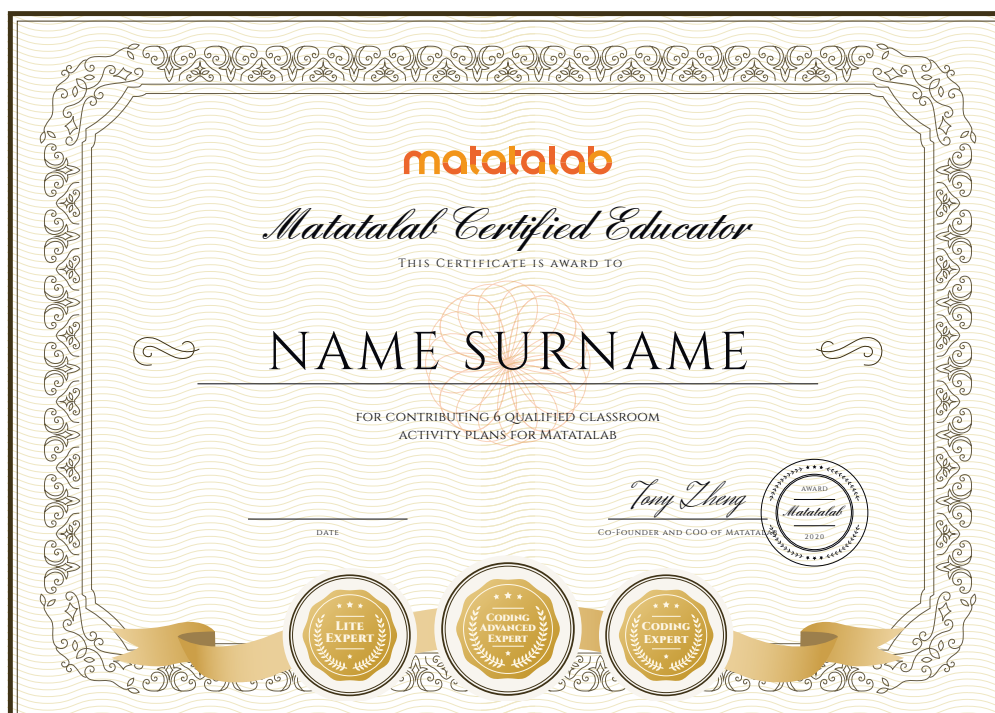 matatalab
Matatalab Certified Educator
This Certificate is award to
NAME SURNAME
for contributing 6 qualified classroom
activity plans for Matatalab
Tony Zheng
date
Co-Founder and COO of Matatalab
Award
Matatalab
2020
Lite
Expert
Coding
Advanced
Expert
Coding
Expert